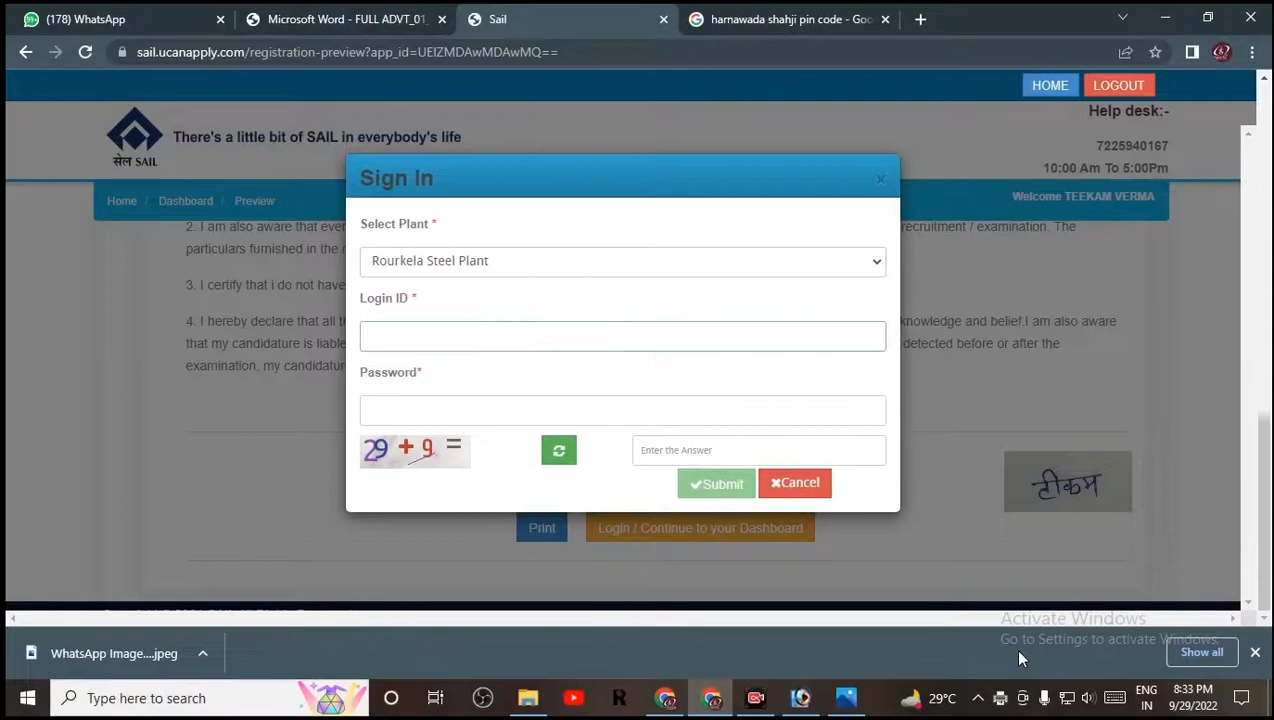 (178) WhatsApp
Microsoft Word - FULL ADVT_01_
Sail
harnawada shahji pin code - Goo
sail.ucanapply.com/registration-preview?app_id=UEIZMDAwMDAwMQ==
HOME
LOGOUT
Help desk:-
There's a little bit of SAIL in everybody's life
सेल SAIL
7225940167
10:00 Am To 5:00Pm
Sign In
Home / Dashboard / Preview
Welcome TEEKAM VERMA
Select Plant *
2. I am also aware that ever
recruitment / examination. The
particulars furnished in the
Rourkela Steel Plant
3. I certify that i do not have
Login ID *
4. I hereby declare that all th
knowledge and belief.I am also aware
that my candidature is liable
detected before or after the
examination, my candidatur
Password*
29 + 9 =
Enter the Answer
Submit
Cancel
टीकम
Print
Login / Continue to your Dashboard
Activate Windows
Go to Settings to activate Windows.
WhatsApp Image....jpeg
Show all
Type here to search
29°C
ENG
IN
8:33 PM
9/29/2022